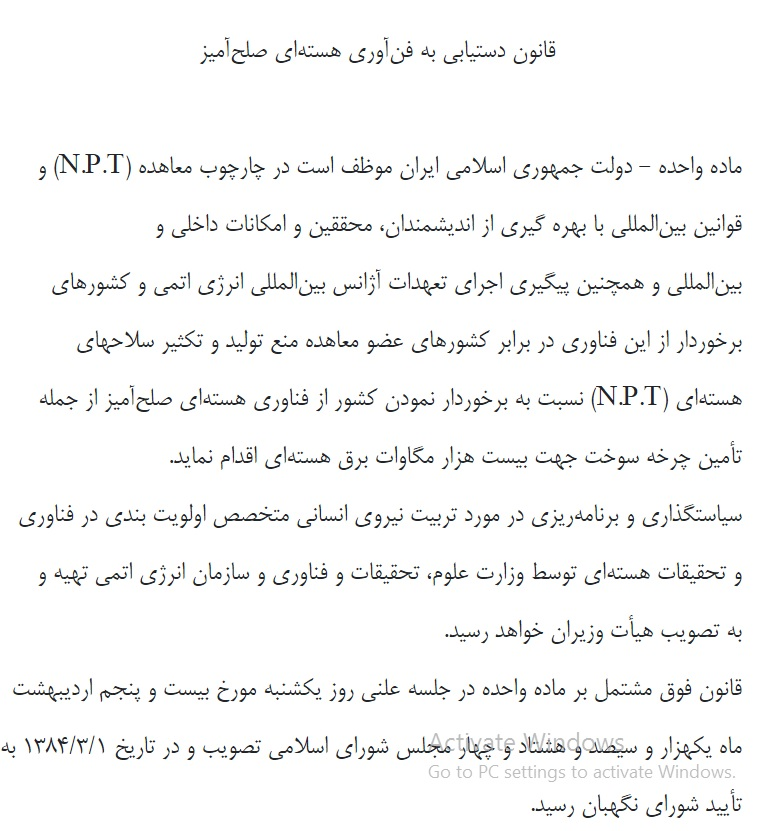 قانون دستیابی به فن‌آوری هسته‌ای صلح‌آمیز
ماده واحده – دولت جمهوری اسلامی ایران موظف است در چارچوب معاهده (N.P.T) و
قوانین بین‌المللی با بهره گیری از اندیشمندان، محققین و امکانات داخلی و
بین‌المللی و همچنین پیگیری اجرای تعهدات آژانس بین‌المللی انرژی اتمی و کشورهای
برخوردار از این فناوری در برابر کشورهای عضو معاهده منع تولید و تکثیر سلاحهای
هسته‌ای (N.P.T) نسبت به برخوردار نمودن کشور از فناوری هسته‌ای صلح‌آمیز از جمله
تأمین چرخه سوخت جهت بیست هزار مگاوات برق هسته‌ای اقدام نماید.
سیاستگذاری و برنامه‌ریزی در مورد تربیت نیروی انسانی متخصص اولویت بندی در فناوری
و تحقیقات هسته‌ای توسط وزارت علوم، تحقیقات و فناوری و سازمان انرژی اتمی تهیه و
به تصویب هیأت وزیران خواهد رسید.
قانون فوق مشتمل بر ماده واحده در جلسه علنی روز یکشنبه مورخ بیست و پنجم اردیبهشت
ماه یکهزار و سیصد و هشتاد و چهار مجلس شورای اسلامی تصویب و در تاریخ ۱۳۸۴/۳/۱ به
تأیید شورای نگهبان رسید.
Activate Windows
Go to PC settings to activate Windows.